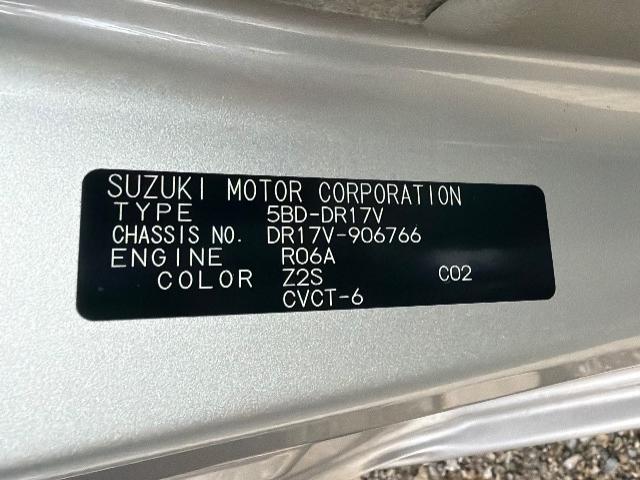 SUZUKI MOTOR CORPORATION
TYPE 5BD-DR17V
CHASSIS NO. DR17V-906766
ENGINE R06A
COLOR Z2S C02
CVCT-6